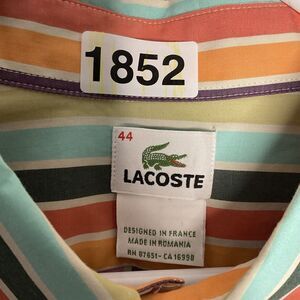 1852
44
LACOSTE
DESIGNED IN FRANCE
MADE IN ROMANIA
RN 87651 - CA 16998